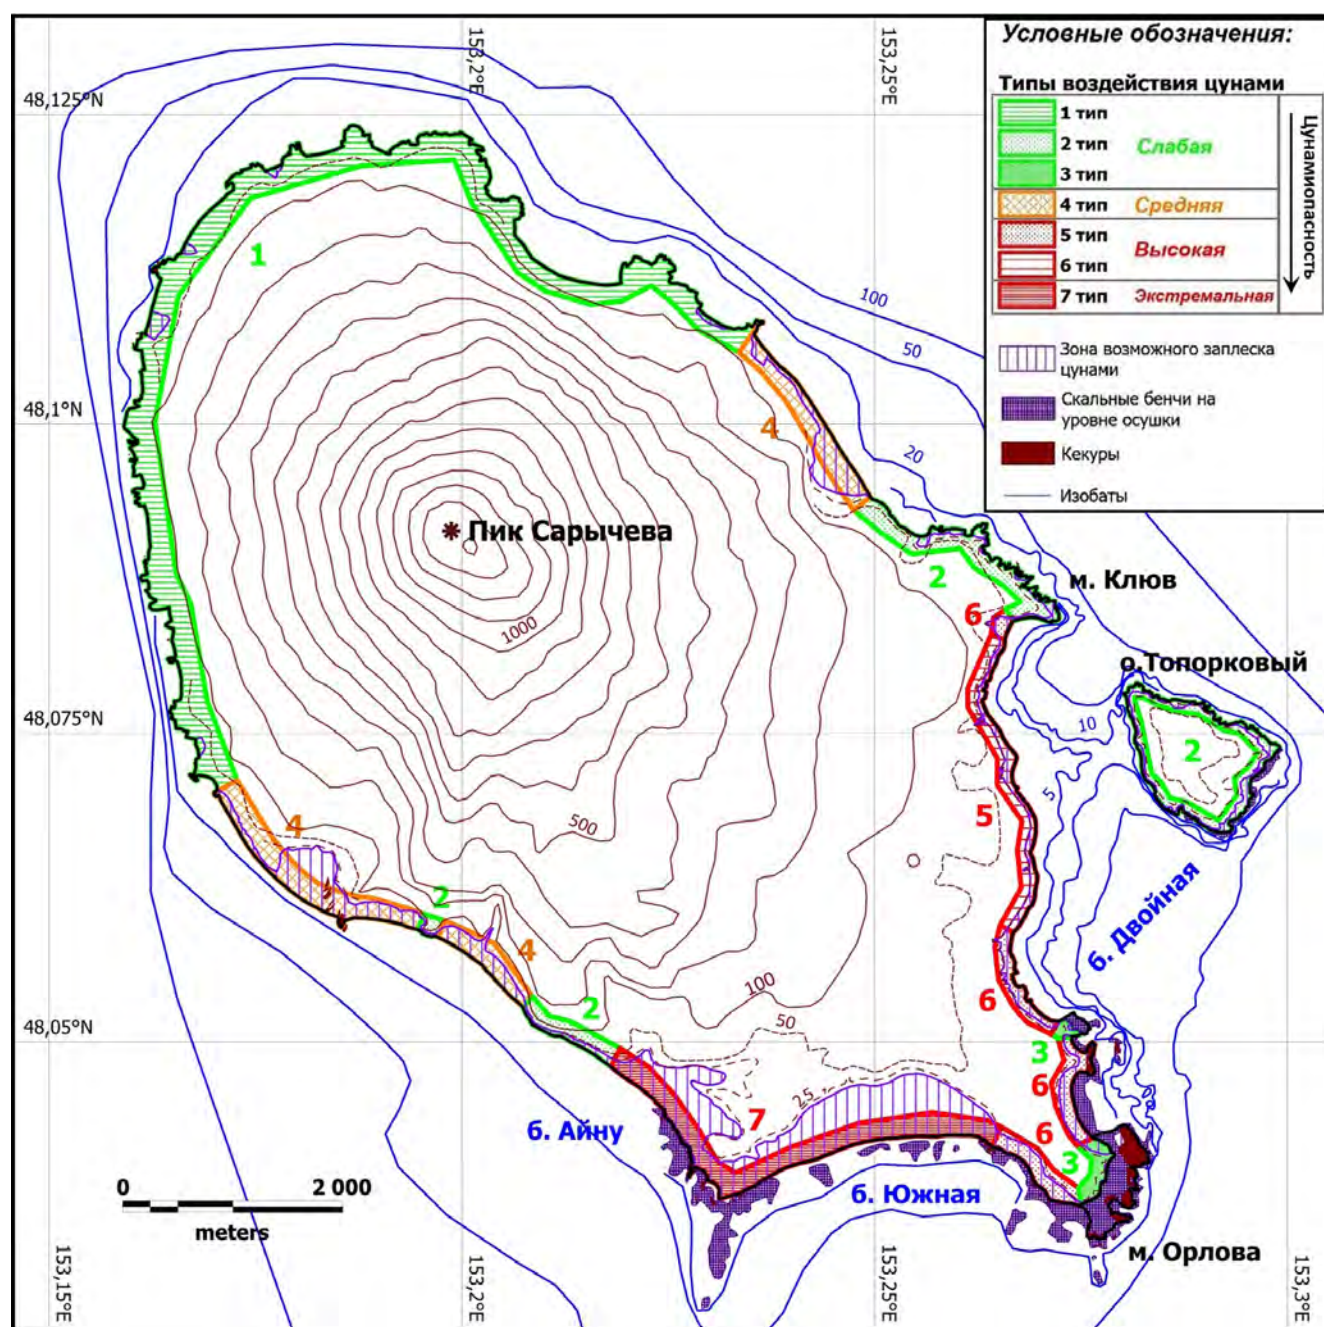 153,2°E
153,25°E
Условные обозначения:
Типы воздействия цунами
1 тип
2 тип
3 тип
Слабая
4 тип
Средняя
5 тип
6 тип
Высокая
7 тип
Экстремальная
Цунамиопасность
Зона возможного заплеска
цунами
Скальные бенчи на
уровне осушки
Кекуры
Изобаты
48,125°N
1
100
50
48,1°N
4
20
Пик Сарычева
2
м. Клюв
6
1000
о.Топорковый
10
48,075°N
2
5
5
4
500
2
б. Двойная
4
100
6
2
50
48,05°N
3
6
25
7
6
3
б. Айну
б. Южная
0
2 000
meters
м. Орлова
153,15°E
153,2°E
153,25°E
153,3°E